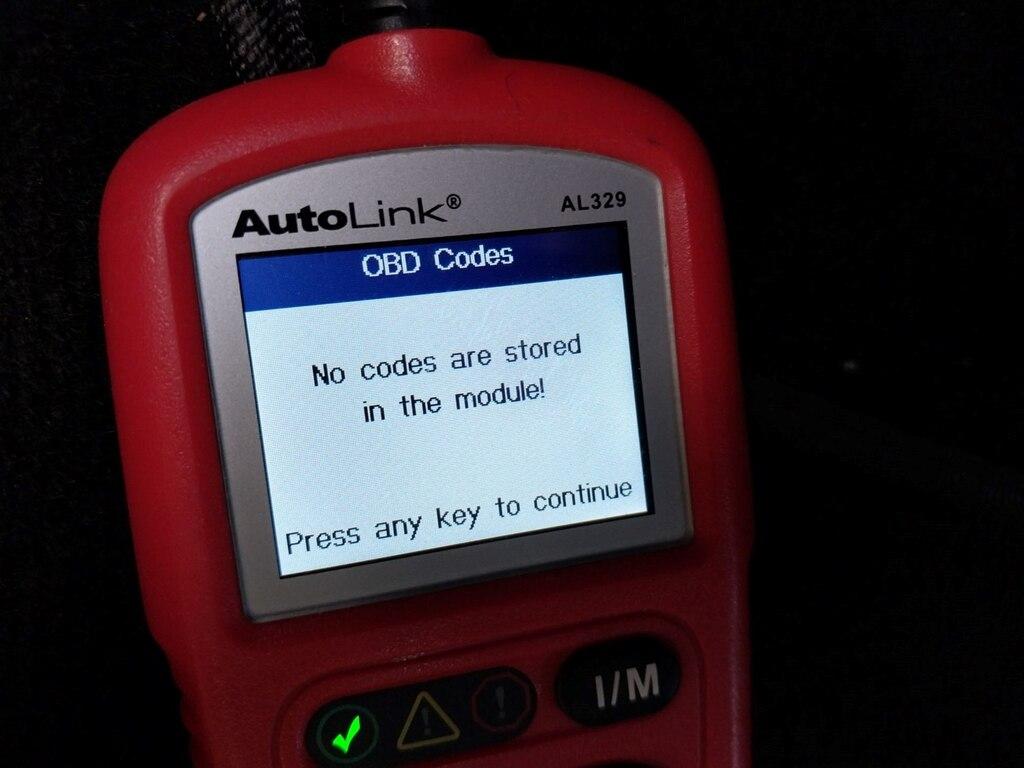 AutoLink® AL329
OBD Codes
No codes are stored
in the module!
Press any key to continue
I/M